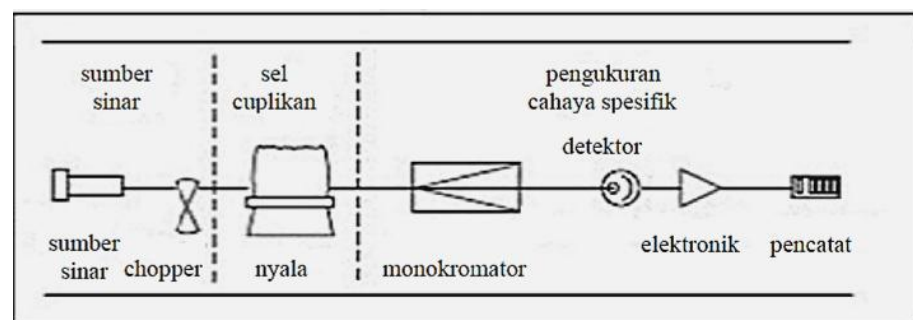 sumber
sinar
sel
cuplikan
pengukuran
cahaya spesifik
detektor
sumber
sinar
chopper
nyala
monokromator
elektronik
pencatat